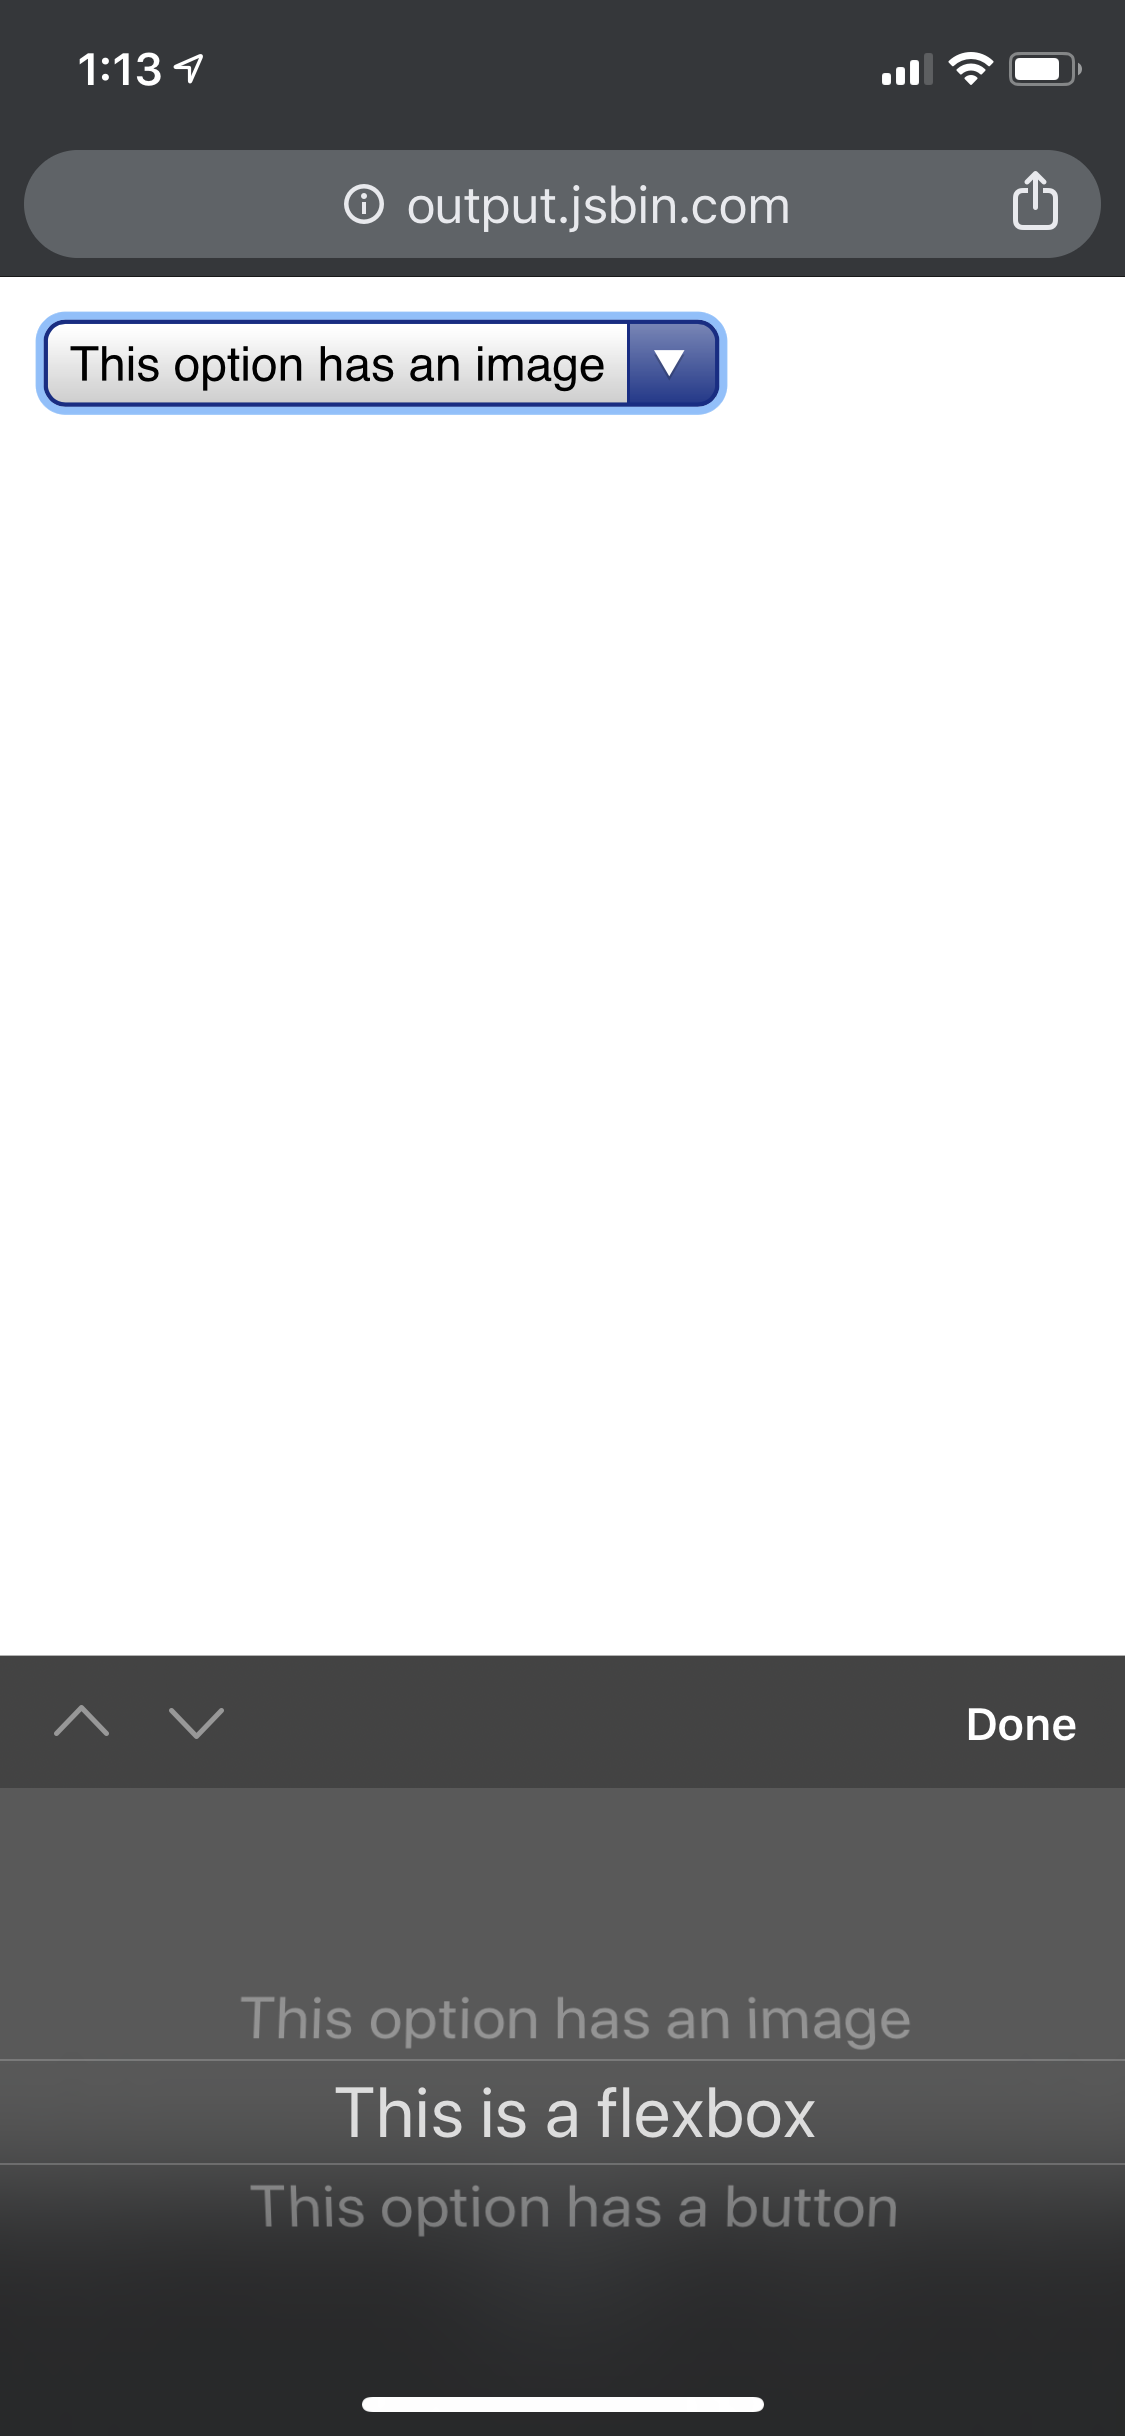 1:13
output.jsbin.com
This option has an image
Done
This option has an image
This is a flexbox
This option has a button